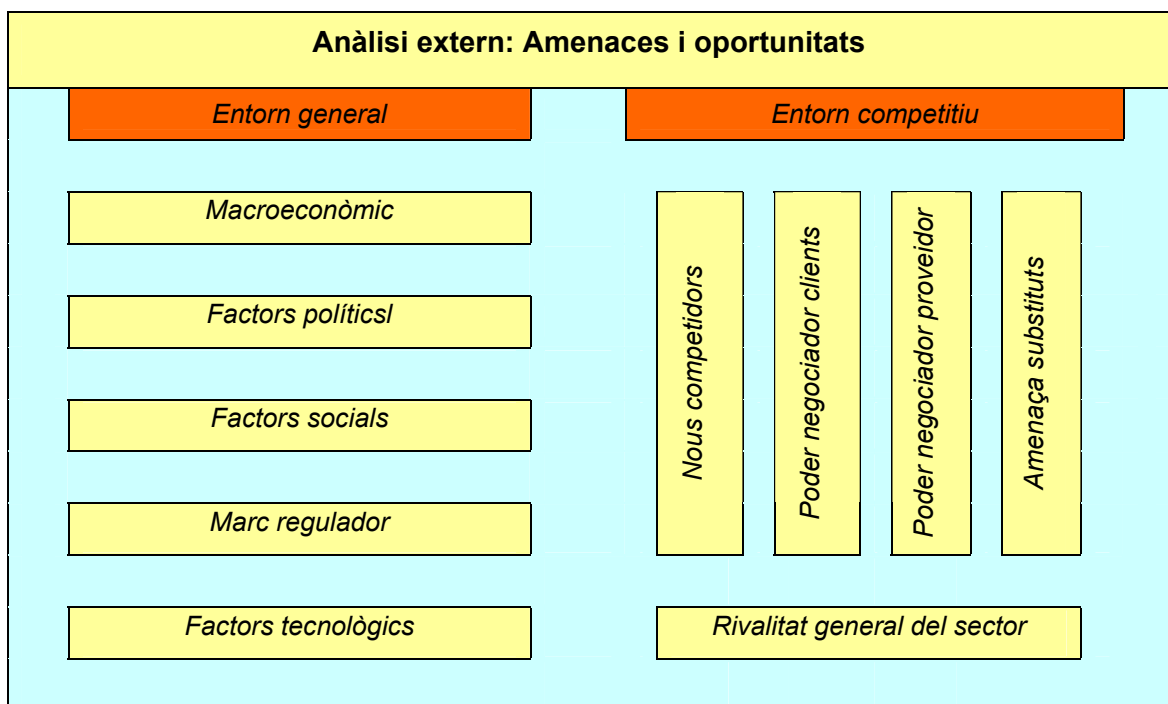 Anàlisi extern: Amenaces i oportunitats
Entorn general
Entorn competitiu
Macroeconòmic
Factors polítics|
Factors socials
Marc regulador
Factors tecnològics
Nous competidors
Poder negociador clients
Poder negociador proveidor
Amenaça substituts
Rivalitat general del sector